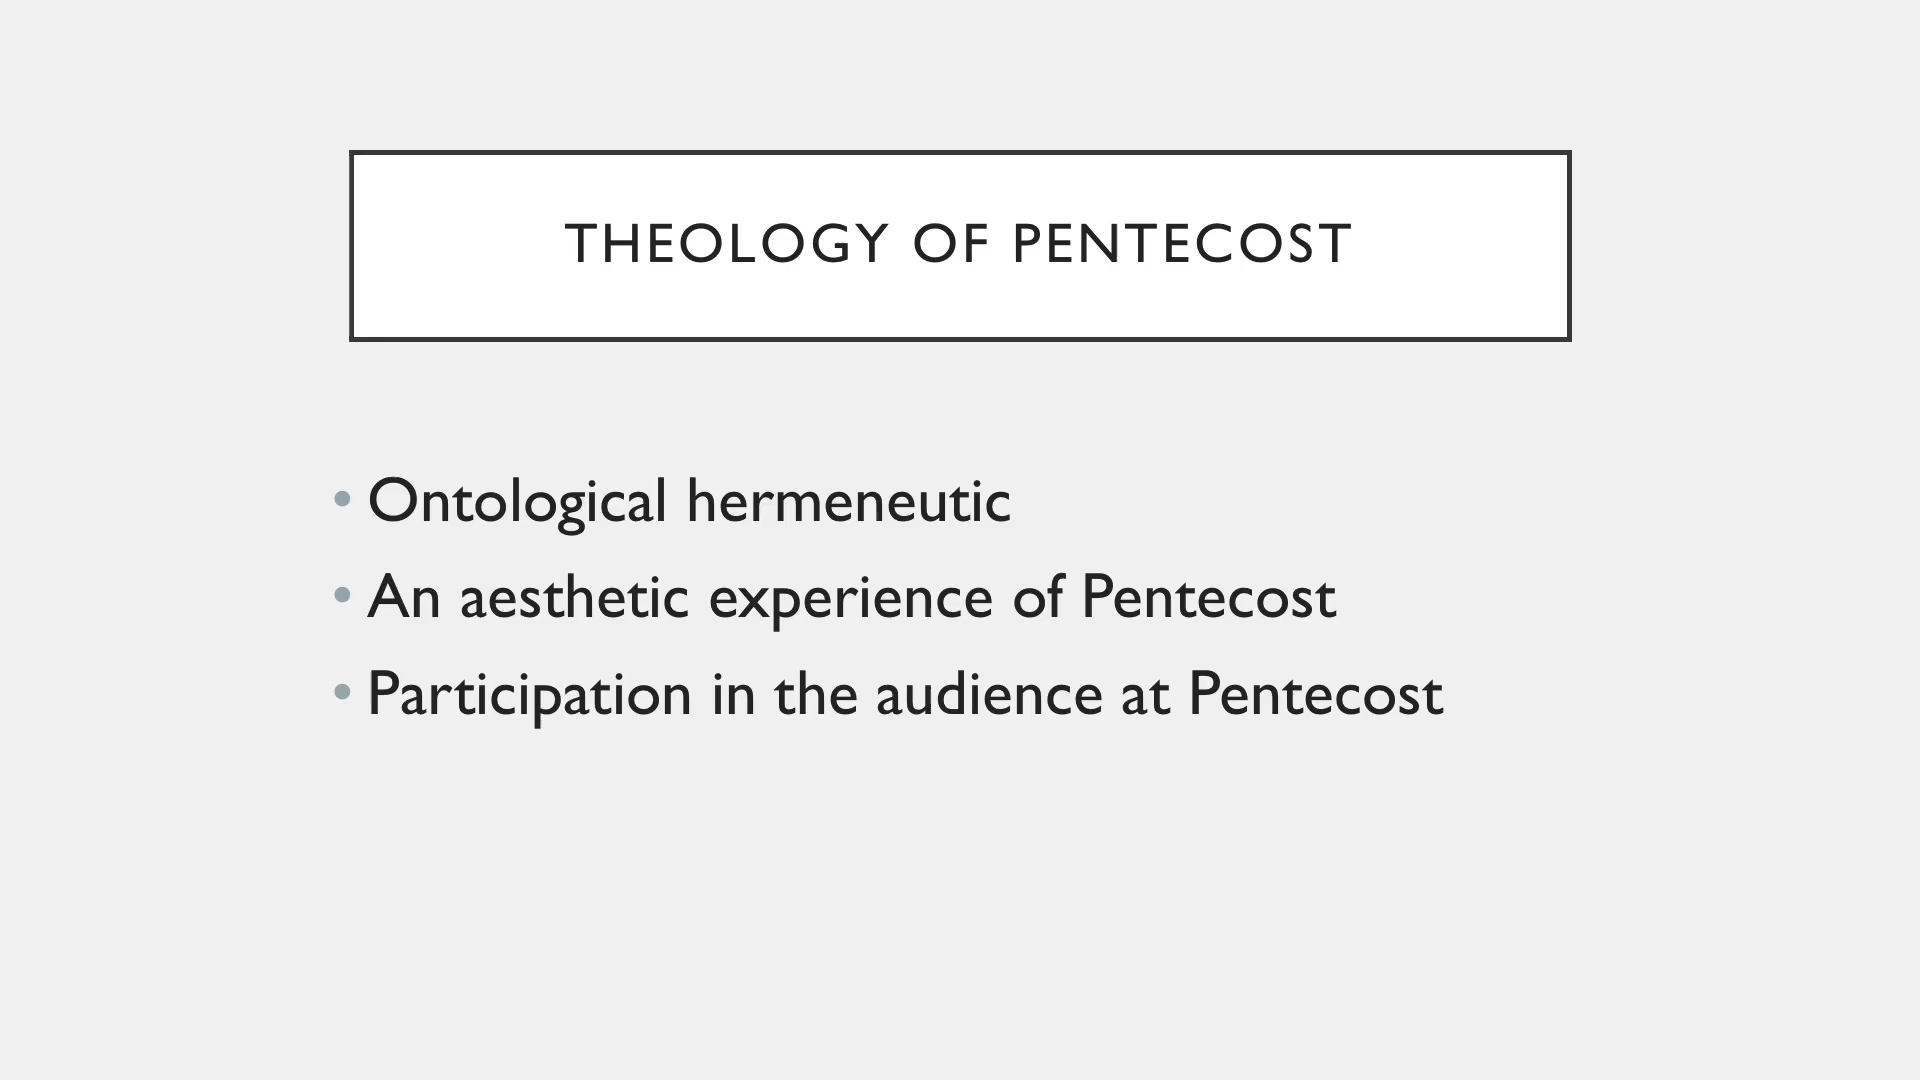 THEOLOGY OF PENTECOST
• Ontological hermeneutic
• An aesthetic experience of Pentecost
• Participation in the audience at Pentecost